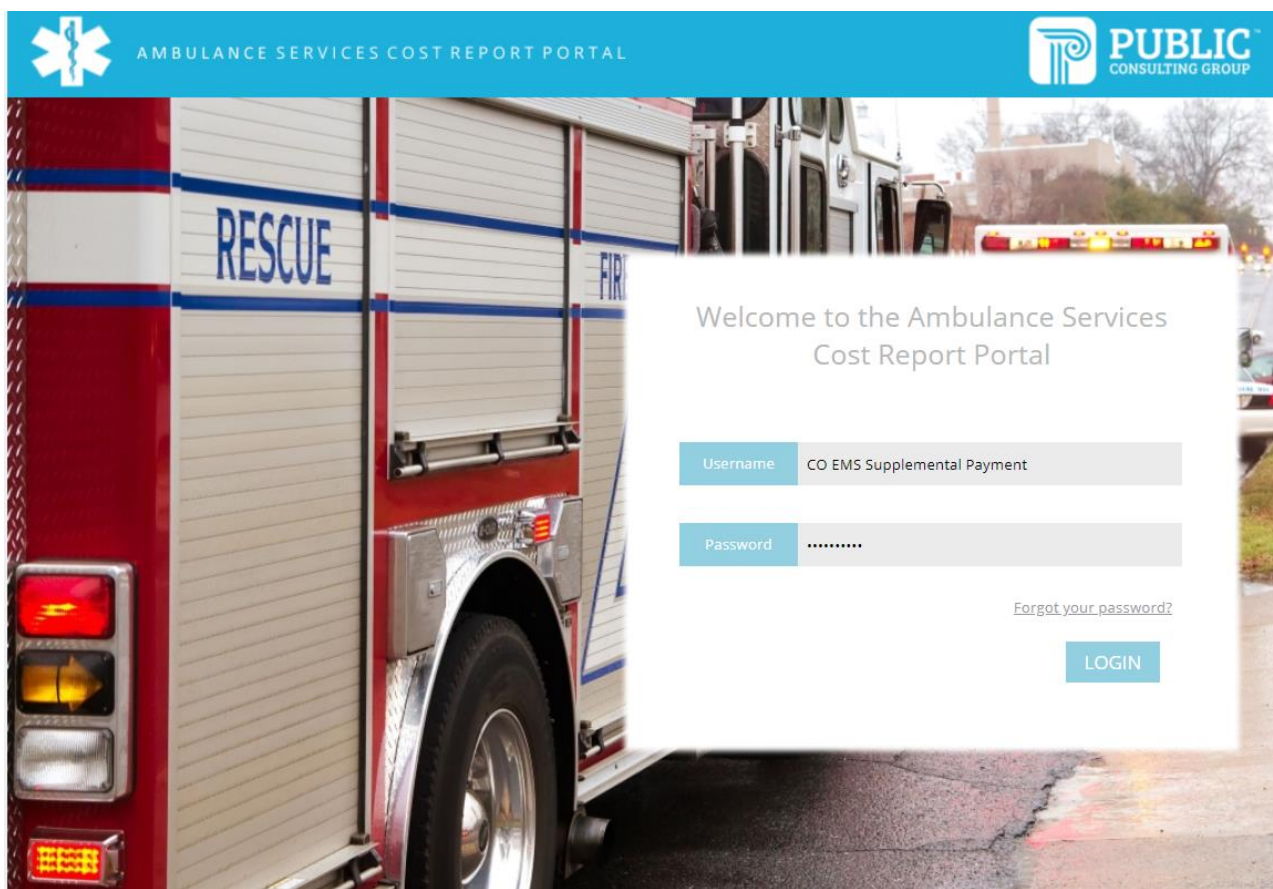 AMBULANCE SERVICES COST REPORT PORTAL
PUBLIC
CONSULTING GROUP
RESCUE
FIR
Welcome to the Ambulance Services
Cost Report Portal
Username CO EMS Supplemental Payment
Password ••••••••••
Forgot your password?
LOGIN